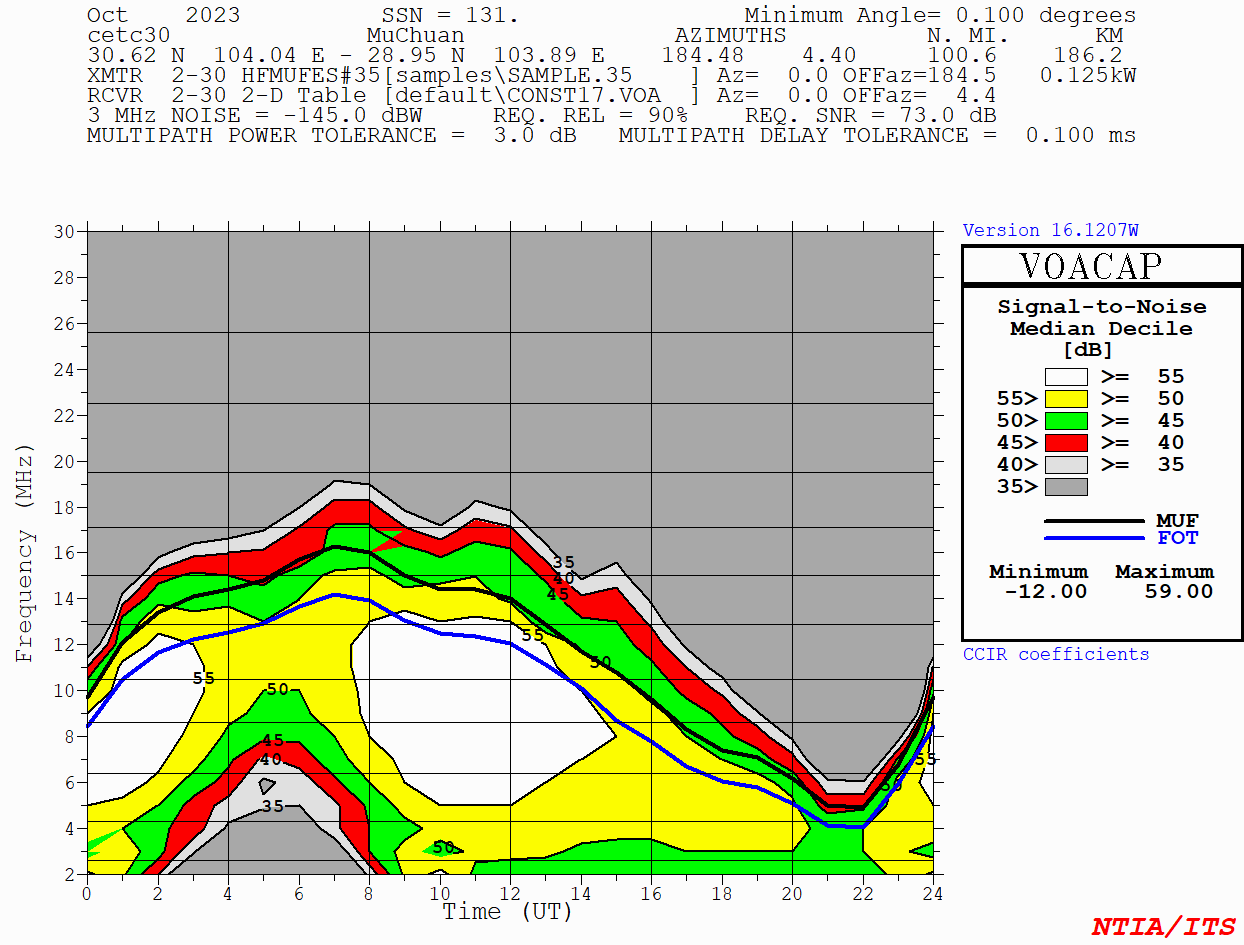 Oct    2023          SSN = 131.                Minimum Angle= 0.100 degrees
cetc30              MuChuan               AZIMUTHS          N. MI.      KM
30.62 N  104.04 E - 28.95 N  103.89 E    184.48    4.40     100.6    186.2
XMTR  2-30 HFMUFES#35[samples\SAMPLE.35    ] Az=  0.0 OFFaz=184.5   0.125kW
RCVR  2-30 2-D Table [default\CONST17.VOA  ] Az=  0.0 OFFaz=  4.4
3 MHz NOISE = -145.0 dBW     REQ. REL = 90%    REQ. SNR = 73.0 dB
MULTIPATH POWER TOLERANCE =  3.0 dB   MULTIPATH DELAY TOLERANCE =  0.100 ms
Version 16.1207W
VOACAP
Signal-to-Noise
Median Decile
[dB]
>= 55
55> >= 50
50> >= 45
45> >= 40
40> >= 35
35>
MUF
FOT
Minimum Maximum
-12.00 59.00
CCIR coefficients
Frequency (MHz)
30
28
26
24
22
20
18
16
14
12
10
8
6
4
2
35
40
45
55
50
55
50
45
40
55
50
35
50
0 2 4 6 8 10 12 14 16 18 20 22 24
Time (UT)
NTIA/ITS